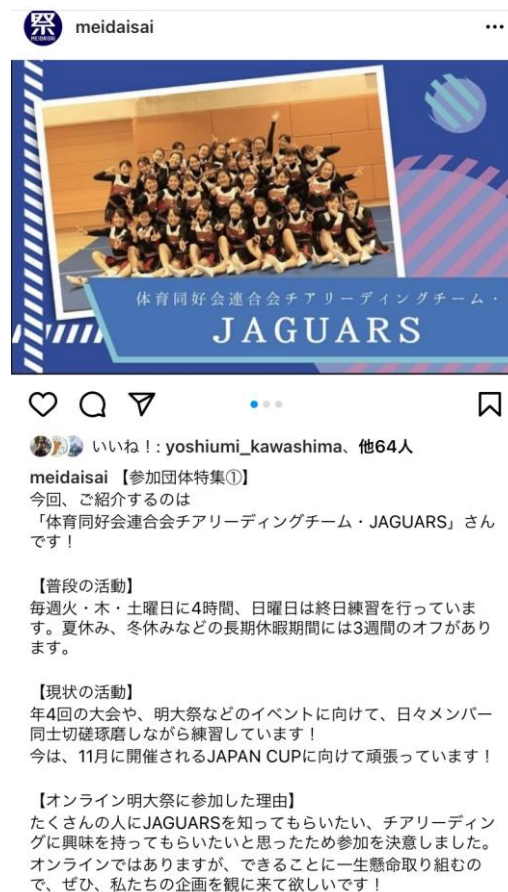 祭
MEIDAISAI
meidaisai
体育同好会連合会チアリーディングチーム・
JAGUARS
いいね！: yoshiumi_kawashima、他64人
meidaisai 【参加団体特集①】
今回、ご紹介するのは
「体育同好会連合会チアリーディングチーム・JAGUARS」さん
です！
【普段の活動】
毎週火・木・土曜日に4時間、日曜日は終日練習を行っていま
す。夏休み、冬休みなどの長期休暇期間には3週間のオフがあり
ます。
【現状の活動】
年4回の大会や、明大祭などのイベントに向けて、日々メンバー
同士切磋琢磨しながら練習しています！
今は、11月に開催されるJAPAN CUPに向けて頑張っています！
【オンライン明大祭に参加した理由】
たくさんの人にJAGUARSを知ってもらいたい、チアリーディン
グに興味を持ってもらいたいと思ったため参加を決意しました。
オンラインではありますが、できることに一生懸命取り組むの
で、ぜひ、私たちの企画を観に来て欲しいです！